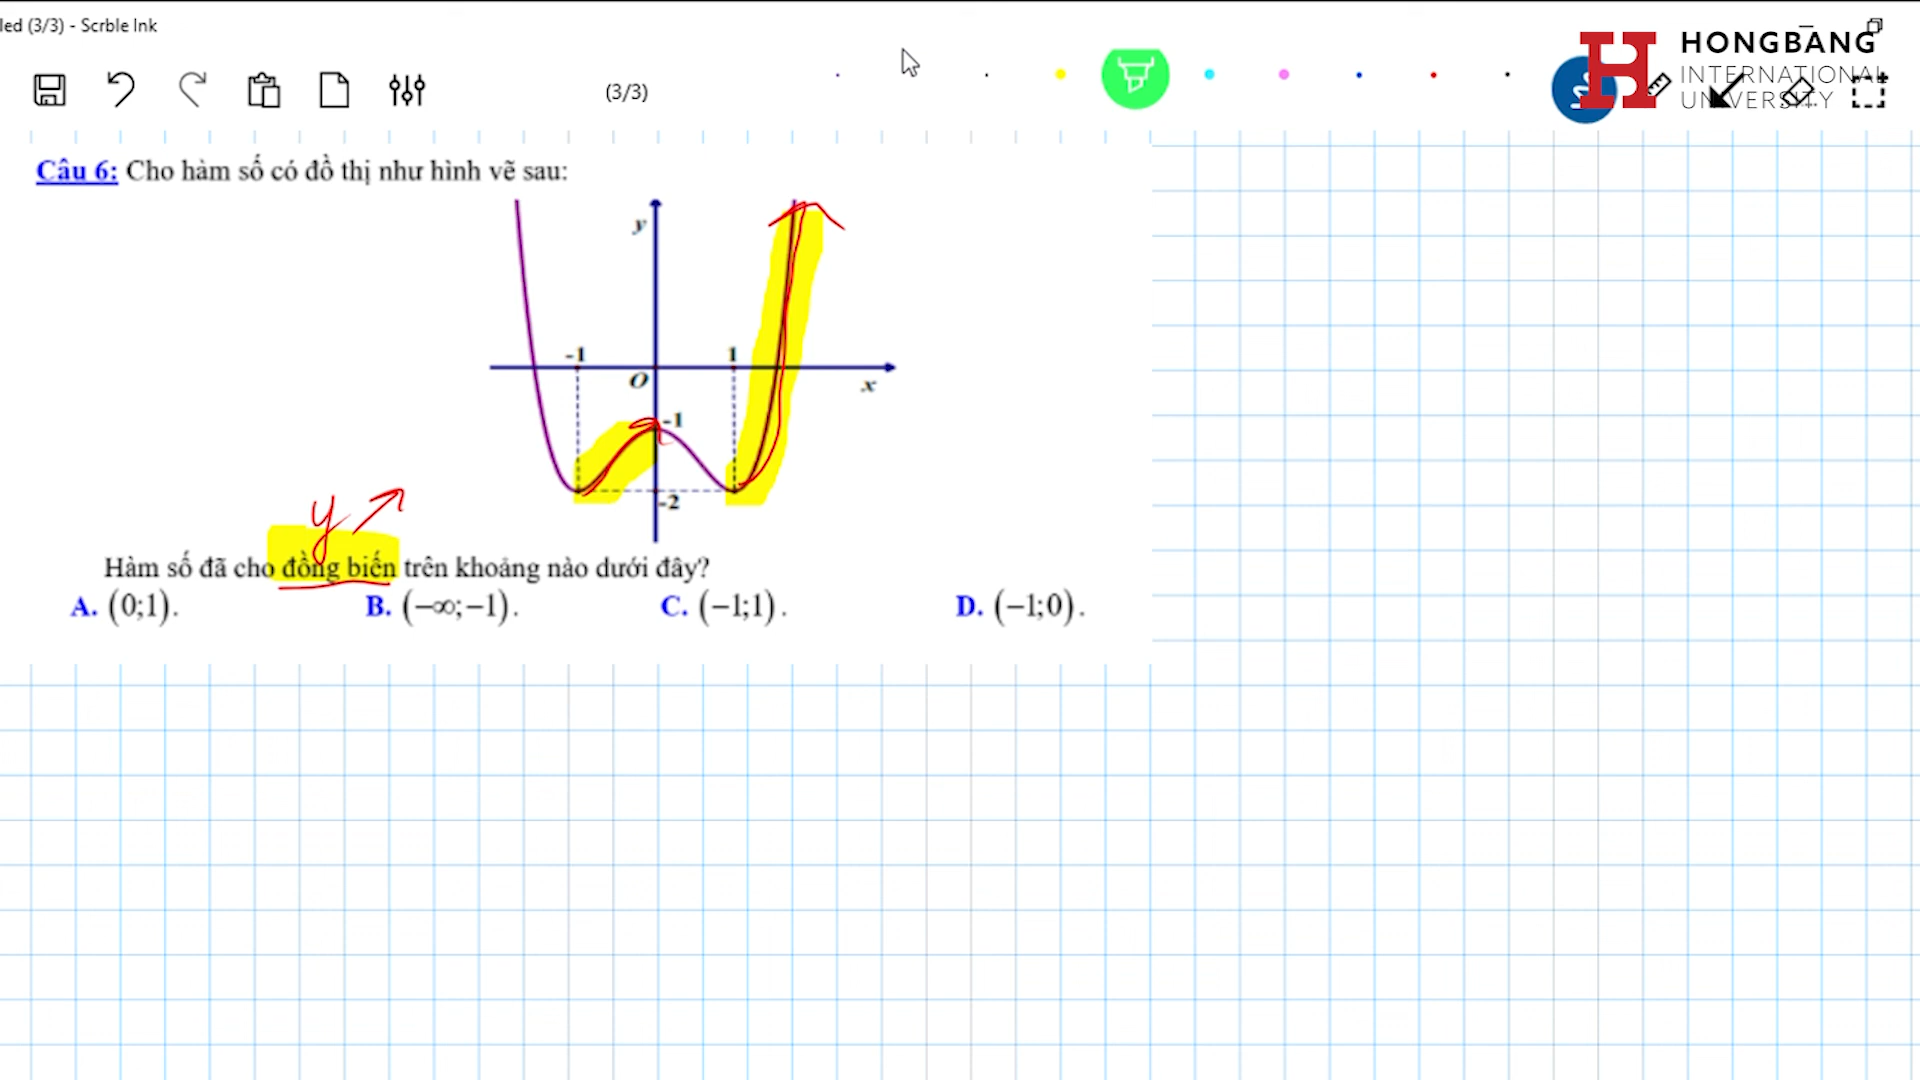 led (3/3) - Scrble Ink
HONGBANG
INTERNATIONAL
UNIVERSITY
(3/3)
Câu 6: Cho hàm số có đồ thị như hình vẽ sau:
y
-1
1
O
x
-1
-2
y
Hàm số đã cho đồng biến trên khoảng nào dưới đây?
A. (0;1). B. (−∞;−1). C. (−1;1). D. (−1;0).